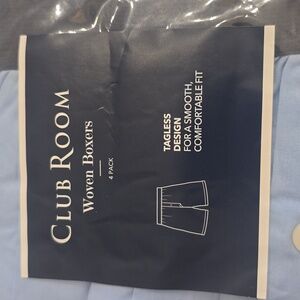 CLUB ROOM
Woven Boxers
4 PACK
TAGLESS
DESIGN
FOR A SMOOTH,
COMFORTABLE FIT